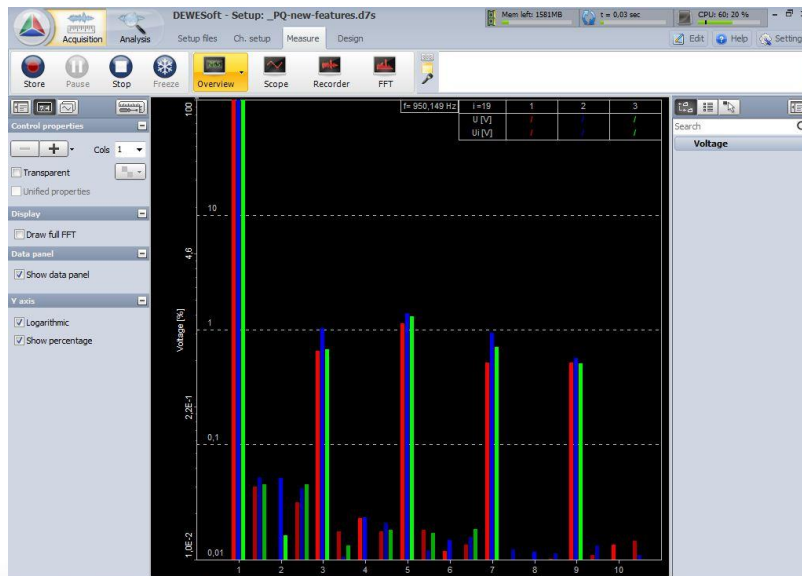 DEWESoft - Setup: _PQ-new-features.d7s
Mem left: 1581MB
t = 0,03 sec
CPU: 60; 20 %
Acquisition
Analysis
Setup files
Ch. setup
Measure
Design
Edit
Help
Setting
Store
Pause
Stop
Freeze
Overview
Scope
Recorder
FFT
Control properties
Cols 1
Transparent
Unified properties
Display
Draw full FFT
Data panel
Show data panel
Y axis
Logarithmic
Show percentage
f= 950,149 Hz i=19 1 2 3
U [V] / / /
Ui [V] / / /
100
10
4,6
1
Voltage [%]
2,2E-1
0,1
1,0E-2
0,01
1 2 3 4 5 6 7 8 9 10
Search
Voltage